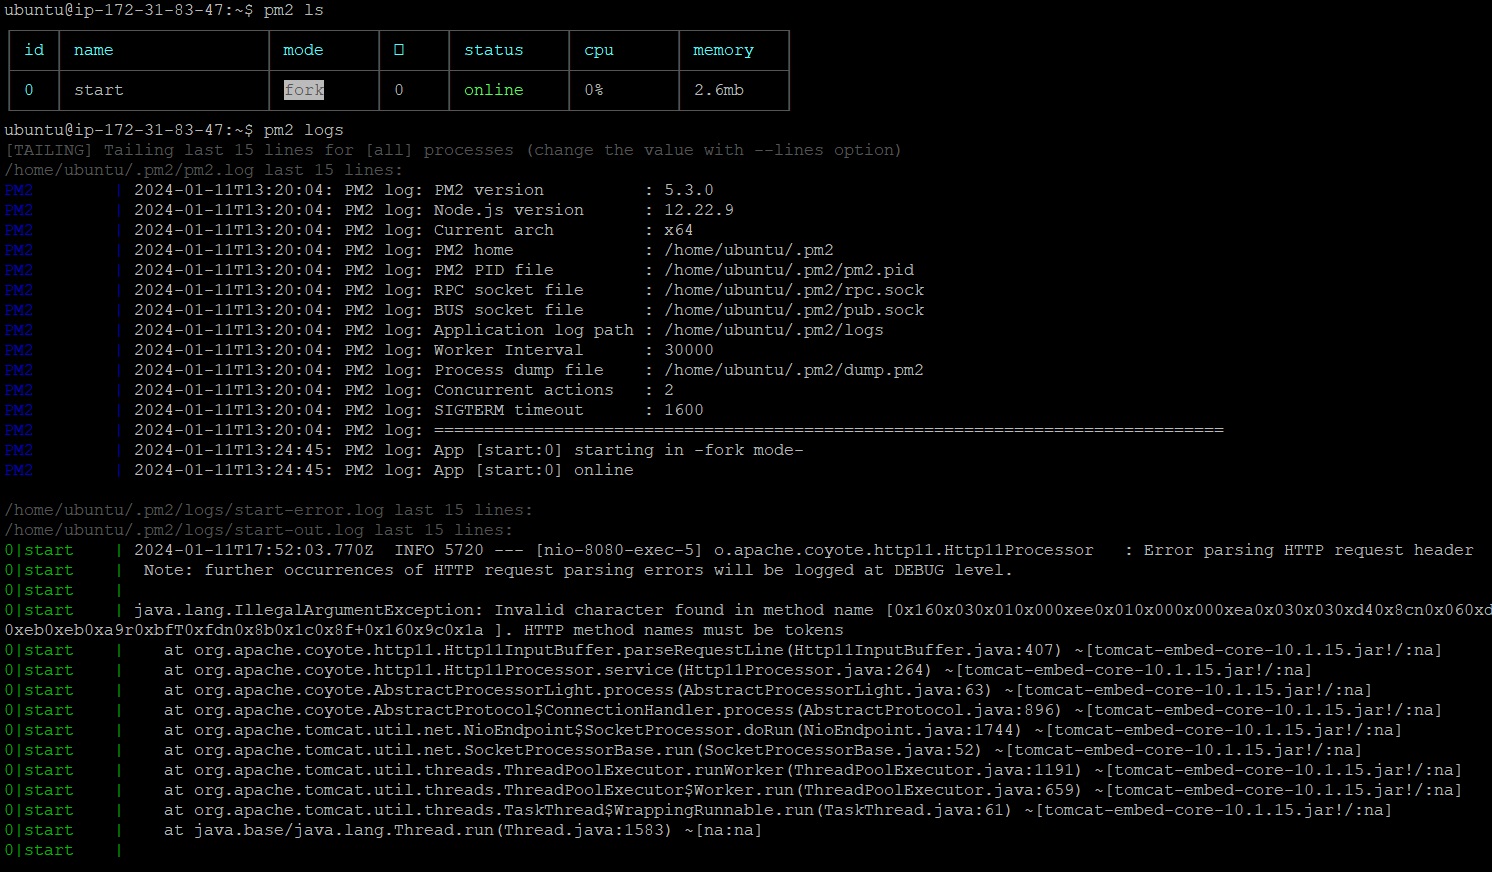 ubuntu@ip-172-31-83-47:~$ pm2 ls
id name mode status cpu memory
0 start fork 0 online 0% 2.6mb
ubuntu@ip-172-31-83-47:~$ pm2 logs
[TAILING] Tailing last 15 lines for [all] processes (change the value with --lines option)
/home/ubuntu/.pm2/pm2.log last 15 lines:
PM2 | 2024-01-11T13:20:04: PM2 log: PM2 version : 5.3.0
PM2 | 2024-01-11T13:20:04: PM2 log: Node.js version : 12.22.9
PM2 | 2024-01-11T13:20:04: PM2 log: Current arch : x64
PM2 | 2024-01-11T13:20:04: PM2 log: PM2 home : /home/ubuntu/.pm2
PM2 | 2024-01-11T13:20:04: PM2 log: PM2 PID file : /home/ubuntu/.pm2/pm2.pid
PM2 | 2024-01-11T13:20:04: PM2 log: RPC socket file : /home/ubuntu/.pm2/rpc.sock
PM2 | 2024-01-11T13:20:04: PM2 log: BUS socket file : /home/ubuntu/.pm2/pub.sock
PM2 | 2024-01-11T13:20:04: PM2 log: Application log path : /home/ubuntu/.pm2/logs
PM2 | 2024-01-11T13:20:04: PM2 log: Worker Interval : 30000
PM2 | 2024-01-11T13:20:04: PM2 log: Process dump file : /home/ubuntu/.pm2/dump.pm2
PM2 | 2024-01-11T13:20:04: PM2 log: Concurrent actions : 2
PM2 | 2024-01-11T13:20:04: PM2 log: SIGTERM timeout : 1600
PM2 | 2024-01-11T13:20:04: PM2 log: ===============================================================================
PM2 | 2024-01-11T13:24:45: PM2 log: App [start:0] starting in -fork mode-
PM2 | 2024-01-11T13:24:45: PM2 log: App [start:0] online
/home/ubuntu/.pm2/logs/start-error.log last 15 lines:
/home/ubuntu/.pm2/logs/start-out.log last 15 lines:
0|start | 2024-01-11T17:52:03.770Z INFO 5720 --- [nio-8080-exec-5] o.apache.coyote.http11.Http11Processor : Error parsing HTTP request header
0|start | Note: further occurrences of HTTP request parsing errors will be logged at DEBUG level.
0|start |
0|start | java.lang.IllegalArgumentException: Invalid character found in method name [0x160x030x010x000xee0x010x000x000xea0x030x030xd40x8cn0x060xd
0xeb0xeb0xa9r0xbfT0xfdn0x8b0x1c0x8f+0x160x9c0x1a ]. HTTP method names must be tokens
0|start | at org.apache.coyote.http11.Http11InputBuffer.parseRequestLine(Http11InputBuffer.java:407) ~[tomcat-embed-core-10.1.15.jar!/:na]
0|start | at org.apache.coyote.http11.Http11Processor.service(Http11Processor.java:264) ~[tomcat-embed-core-10.1.15.jar!/:na]
0|start | at org.apache.coyote.AbstractProcessorLight.process(AbstractProcessorLight.java:63) ~[tomcat-embed-core-10.1.15.jar!/:na]
0|start | at org.apache.coyote.AbstractProtocol$ConnectionHandler.process(AbstractProtocol.java:896) ~[tomcat-embed-core-10.1.15.jar!/:na]
0|start | at org.apache.tomcat.util.net.NioEndpoint$SocketProcessor.doRun(NioEndpoint.java:1744) ~[tomcat-embed-core-10.1.15.jar!/:na]
0|start | at org.apache.tomcat.util.net.SocketProcessorBase.run(SocketProcessorBase.java:52) ~[tomcat-embed-core-10.1.15.jar!/:na]
0|start | at org.apache.tomcat.util.threads.ThreadPoolExecutor.runWorker(ThreadPoolExecutor.java:1191) ~[tomcat-embed-core-10.1.15.jar!/:na]
0|start | at org.apache.tomcat.util.threads.ThreadPoolExecutor$Worker.run(ThreadPoolExecutor.java:659) ~[tomcat-embed-core-10.1.15.jar!/:na]
0|start | at org.apache.tomcat.util.threads.TaskThread$WrappingRunnable.run(TaskThread.java:61) ~[tomcat-embed-core-10.1.15.jar!/:na]
0|start | at java.base/java.lang.Thread.run(Thread.java:1583) ~[na:na]
0|start |